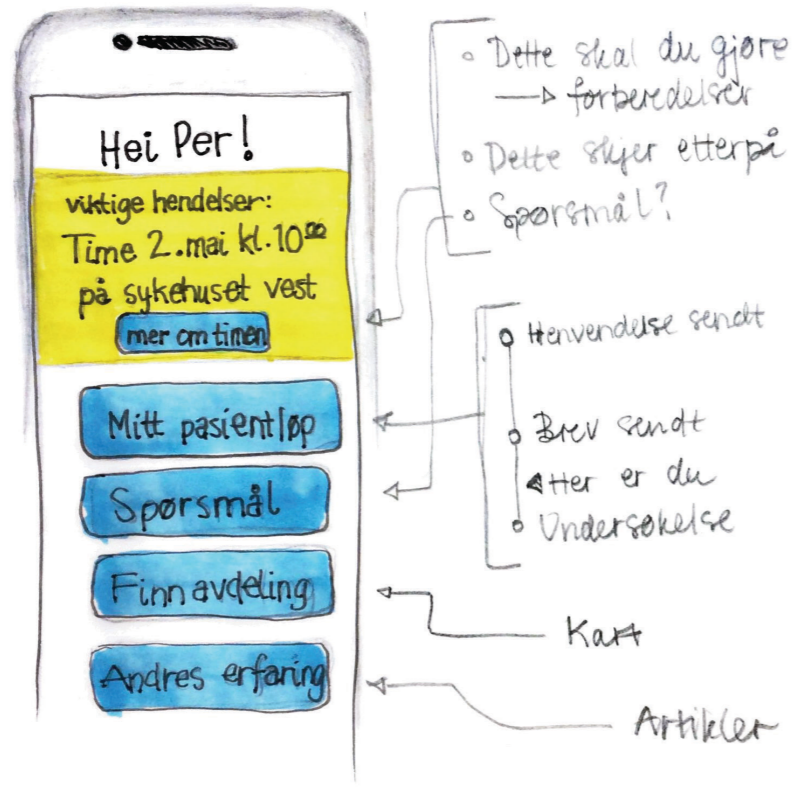 Hei Per!
viktige hendelser:
Time 2.mai kl.10⁰⁰
på sykehuset vest
mer om timen
Mitt pasientløp
Spørsmål
Finn avdeling
Andres erfaring
Dette skal du gjøre
forberedelser
Dette skjer etterpå
Spørsmål?
Henvendelse sendt
Brev sendt
Her er du
Undersøkelse
Kart
Artikler